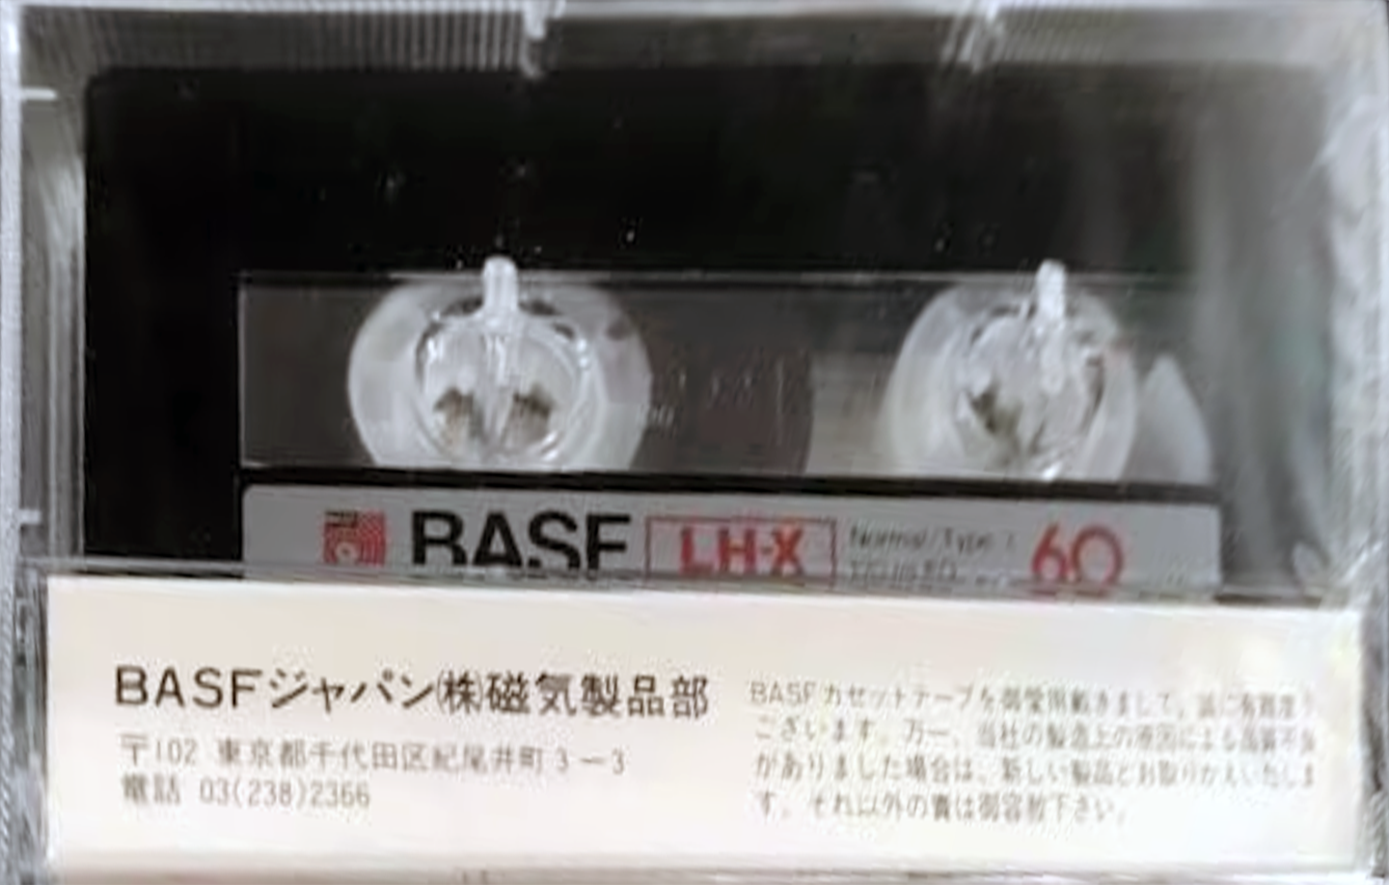 BASF LH-X Normal/Type I 60
BASFジャパン㈱磁気製品部
〒102 東京都千代田区紀尾井町3-3
電話 03(238)2366
BASFカセットテープを御愛用戴きまして、誠に有難う
ございます。万一、当社の製造上の原因による品質不良
がありました場合は、新しい製品とお取りかえいたしま
す。それ以外の責は御容赦下さい。